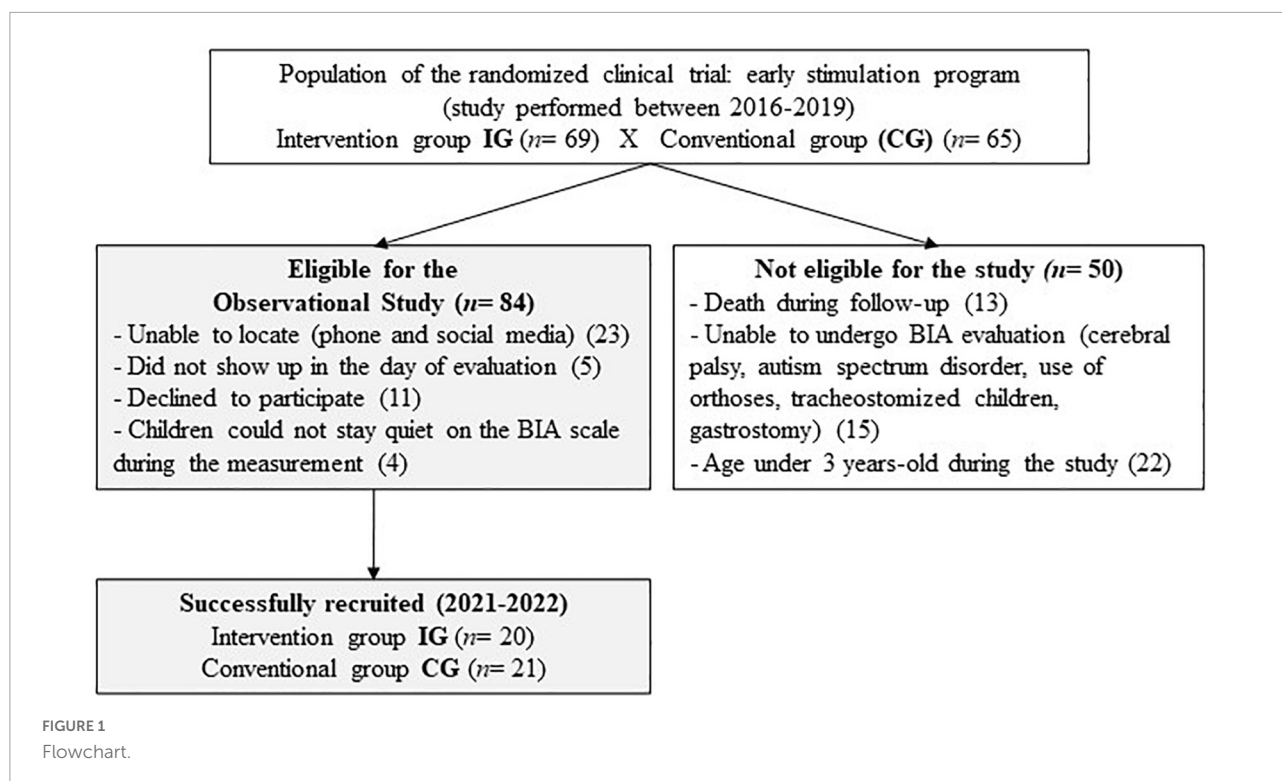 Population of the randomized clinical trial: early stimulation program
(study performed between 2016-2019)
Intervention group IG (n= 69) X Conventional group (CG) (n= 65)
Eligible for the
Observational Study (n= 84)
- Unable to locate (phone and social media) (23)
- Did not show up in the day of evaluation (5)
- Declined to participate (11)
- Children could not stay quiet on the BIA scale
during the measurement (4)
Not eligible for the study (n= 50)
- Death during follow-up (13)
- Unable to undergo BIA evaluation (cerebral
palsy, autism spectrum disorder, use of
orthoses, tracheostomized children,
gastrostomy) (15)
- Age under 3 years-old during the study (22)
Successfully recruited (2021-2022)
Intervention group IG (n= 20)
Conventional group CG (n= 21)
FIGURE 1
Flowchart.